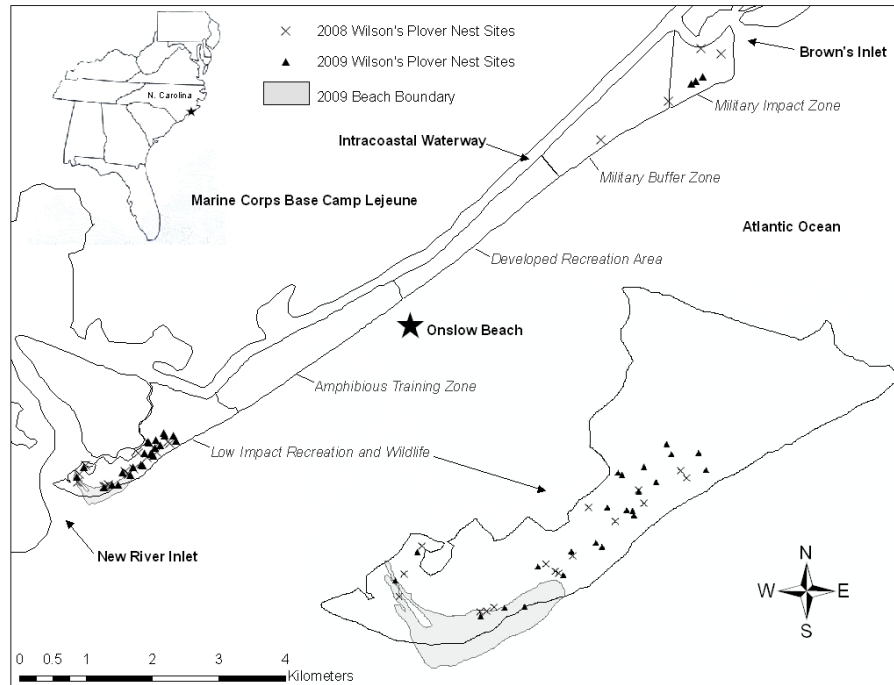 2008 Wilson's Plover Nest Sites
2009 Wilson's Plover Nest Sites
2009 Beach Boundary
N. Carolina
Brown's Inlet
Military Impact Zone
Intracoastal Waterway
Military Buffer Zone
Marine Corps Base Camp Lejeune
Atlantic Ocean
Developed Recreation Area
Onslow Beach
Amphibious Training Zone
Low Impact Recreation and Wildlife
New River Inlet
N
W E
S
0 0.5 1 2 3 4
Kilometers